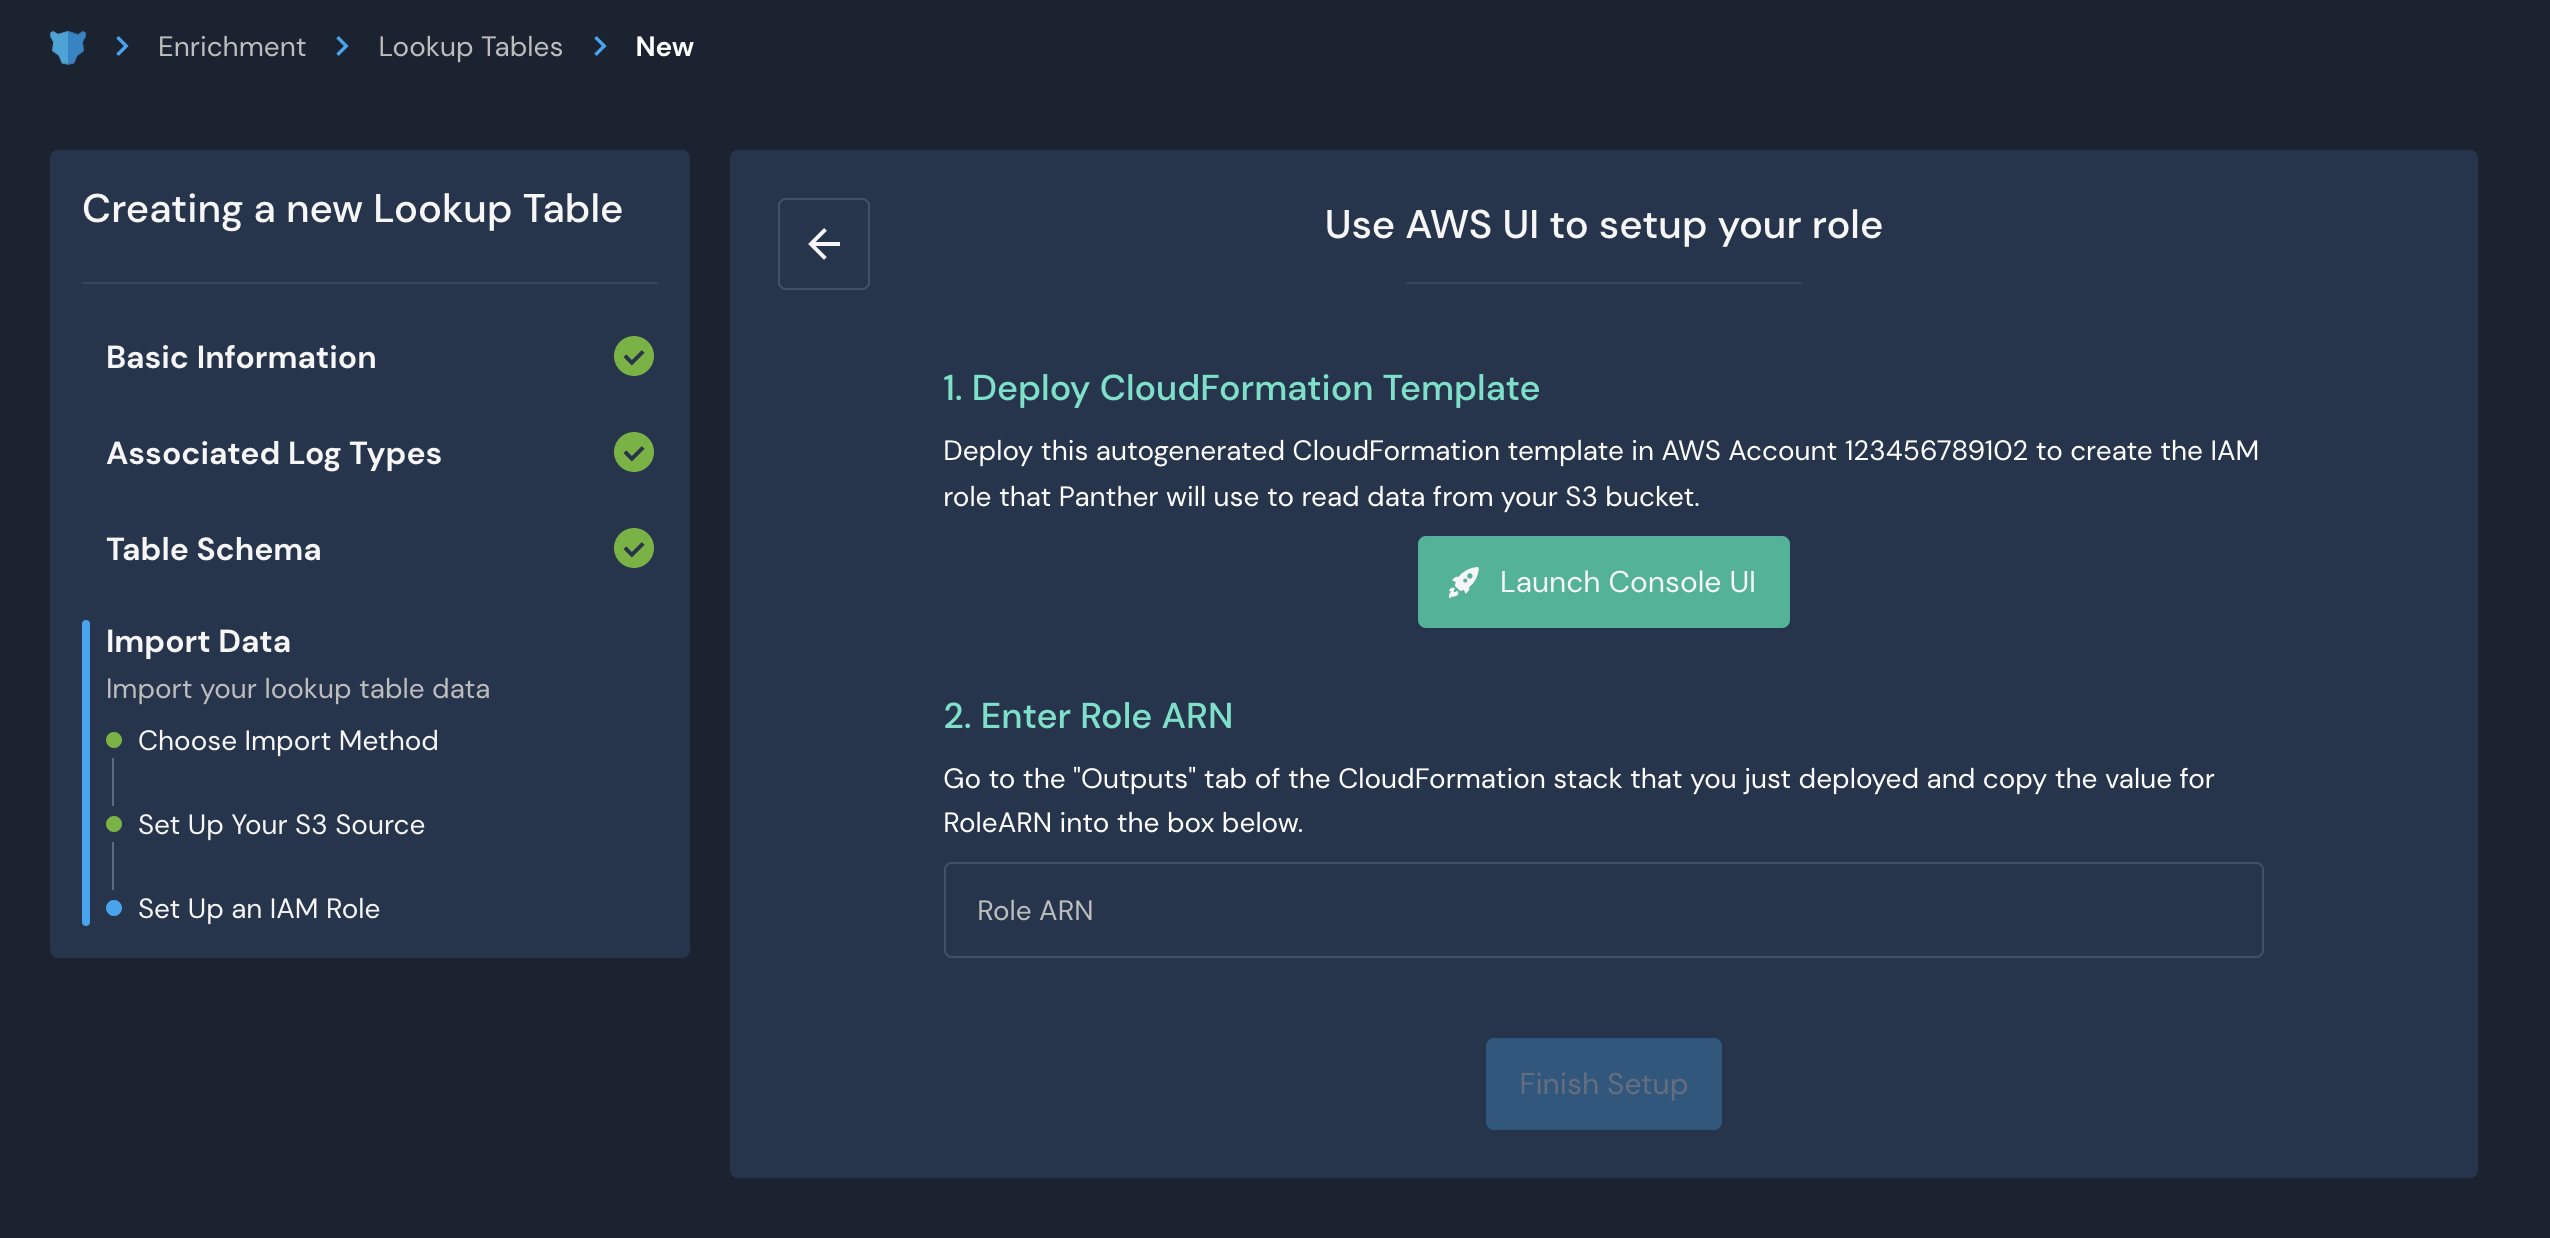 Enrichment
Lookup Tables
New
Creating a new Lookup Table
Basic Information
Associated Log Types
Table Schema
Import Data
Import your lookup table data
Choose Import Method
Set Up Your S3 Source
Set Up an IAM Role
Use AWS UI to setup your role
1. Deploy CloudFormation Template
Deploy this autogenerated CloudFormation template in AWS Account 123456789102 to create the IAM
role that Panther will use to read data from your S3 bucket.
Launch Console UI
2. Enter Role ARN
Go to the "Outputs" tab of the CloudFormation stack that you just deployed and copy the value for
RoleARN into the box below.
Role ARN
Finish Setup